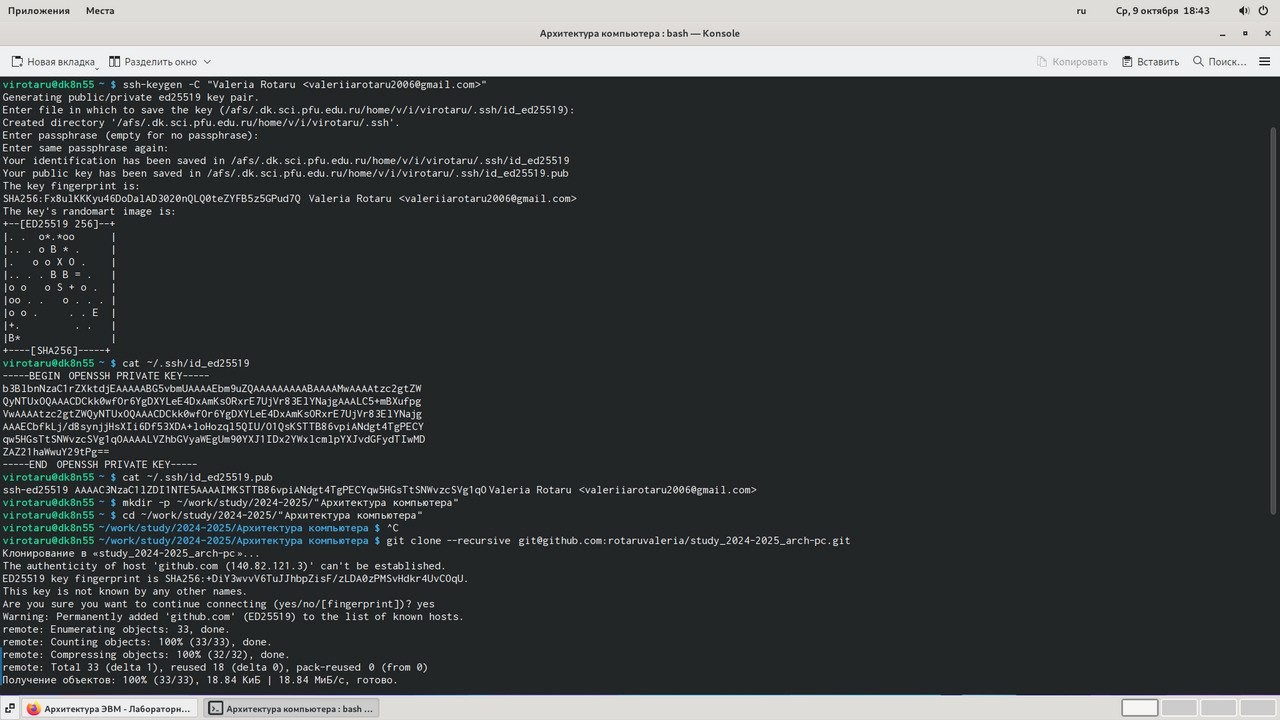 Приложения Места
ru Ср, 9 октября 18:43
Архитектура компьютера : bash — Konsole
Новая вкладка Разделить окно Копировать Вставить Поиск...
virotaru@dk8n55 ~ $ ssh-keygen -C "Valeria Rotaru <valeriiarotaru2006@gmail.com>"
Generating public/private ed25519 key pair.
Enter file in which to save the key (/afs/.dk.sci.pfu.edu.ru/home/v/i/virotaru/.ssh/id_ed25519):
Created directory '/afs/.dk.sci.pfu.edu.ru/home/v/i/virotaru/.ssh'.
Enter passphrase (empty for no passphrase):
Enter same passphrase again:
Your identification has been saved in /afs/.dk.sci.pfu.edu.ru/home/v/i/virotaru/.ssh/id_ed25519
Your public key has been saved in /afs/.dk.sci.pfu.edu.ru/home/v/i/virotaru/.ssh/id_ed25519.pub
The key fingerprint is:
SHA256:Fx8ulKKKyu46DoDalAD3020nQLQ0teZYFB5z5GPud7Q Valeria Rotaru <valeriiarotaru2006@gmail.com>
The key's randomart image is:
+--[ED25519 256]--+
|. .  o*.*oo      |
|.. . o B * .     |
|.   o o X O .    |
|.. . . B B = .   |
|o o   o S + o .  |
|oo . .   o . . . |
|o o .     . . E  |
|+.         . .   |
|B*               |
+----[SHA256]-----+
virotaru@dk8n55 ~ $ cat ~/.ssh/id_ed25519
-----BEGIN OPENSSH PRIVATE KEY-----
[private key body deliberately omitted: sensitive credential]
-----END OPENSSH PRIVATE KEY-----
virotaru@dk8n55 ~ $ cat ~/.ssh/id_ed25519.pub
ssh-ed25519 AAAAC3NzaC1lZDI1NTE5AAAAIMKSTTB86vpiANdgt4TgPECYqw5HGsTtSNWvzcSVg1qO Valeria Rotaru <valeriiarotaru2006@gmail.com>
virotaru@dk8n55 ~ $ mkdir -p ~/work/study/2024-2025/"Архитектура компьютера"
virotaru@dk8n55 ~ $ cd ~/work/study/2024-2025/"Архитектура компьютера"
virotaru@dk8n55 ~/work/study/2024-2025/Архитектура компьютера $ ^C
virotaru@dk8n55 ~/work/study/2024-2025/Архитектура компьютера $ git clone --recursive git@github.com:rotaruvaleria/study_2024-2025_arch-pc.git
Клонирование в «study_2024-2025_arch-pc»...
The authenticity of host 'github.com (140.82.121.3)' can't be established.
ED25519 key fingerprint is SHA256:+DiY3wvvV6TuJJhbpZisF/zLDA0zPMSvHdkr4UvCOqU.
This key is not known by any other names.
Are you sure you want to continue connecting (yes/no/[fingerprint])? yes
Warning: Permanently added 'github.com' (ED25519) to the list of known hosts.
remote: Enumerating objects: 33, done.
remote: Counting objects: 100% (33/33), done.
remote: Compressing objects: 100% (32/32), done.
remote: Total 33 (delta 1), reused 18 (delta 0), pack-reused 0 (from 0)
Получение объектов: 100% (33/33), 18.84 КиБ | 18.84 МиБ/с, готово.
Архитектура ЭВМ - Лабораторн... Архитектура компьютера : bash ...